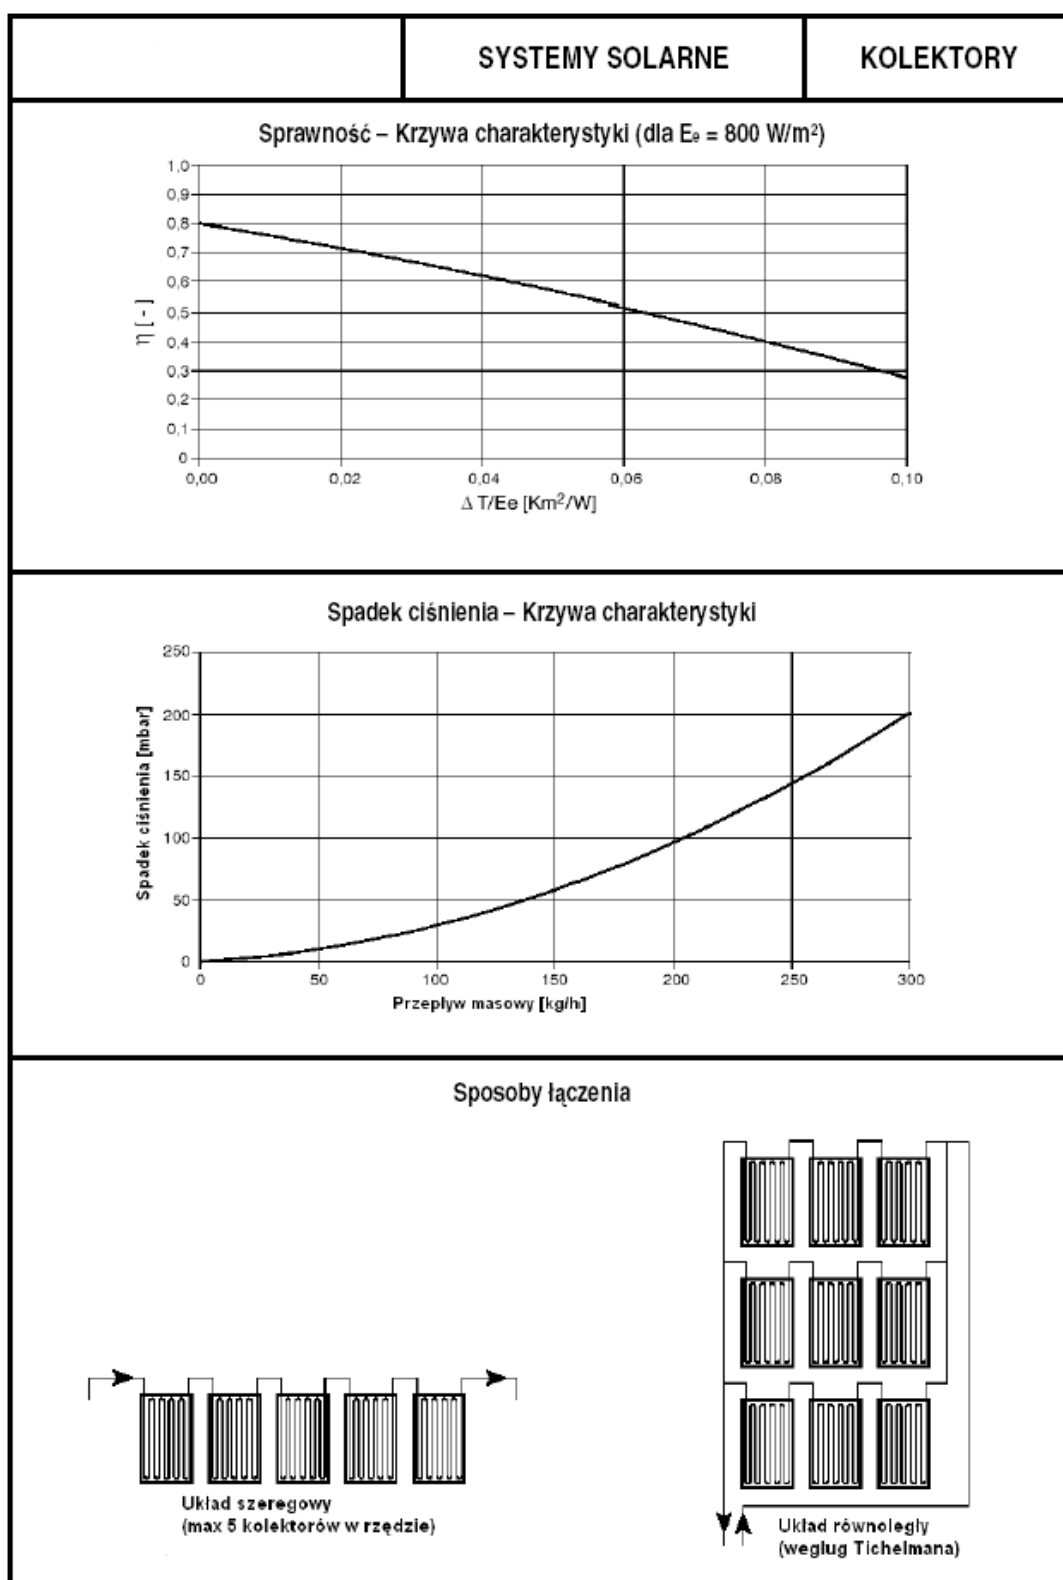 SYSTEMY SOLARNE
KOLEKTORY
Sprawność – Krzywa charakterystyki (dla Ee = 800 W/m²)
1,0
0,9
0,8
0,7
0,6
0,5
0,4
0,3
0,2
0,1
0
η [ - ]
0,00 0,02 0,04 0,06 0,08 0,10
Δ T/Ee [Km²/W]
Spadek ciśnienia – Krzywa charakterystyki
250
200
150
100
50
0
Spadek ciśnienia [mbar]
0 50 100 150 200 250 300
Przepływ masowy [kg/h]
Sposoby łączenia
Układ szeregowy
(max 5 kolektorów w rzędzie)
Układ równoległy
(weglug Tichelmana)